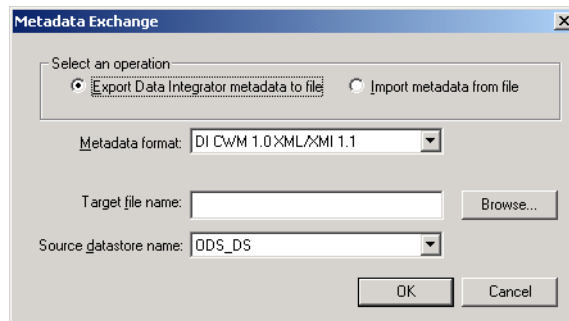 Metadata Exchange
Select an operation
Export Data Integrator metadata to file
Import metadata from file
Metadata format: DI CWM 1.0 XML/XMI 1.1
Target file name:
Browse...
Source datastore name: ODS_DS
OK
Cancel